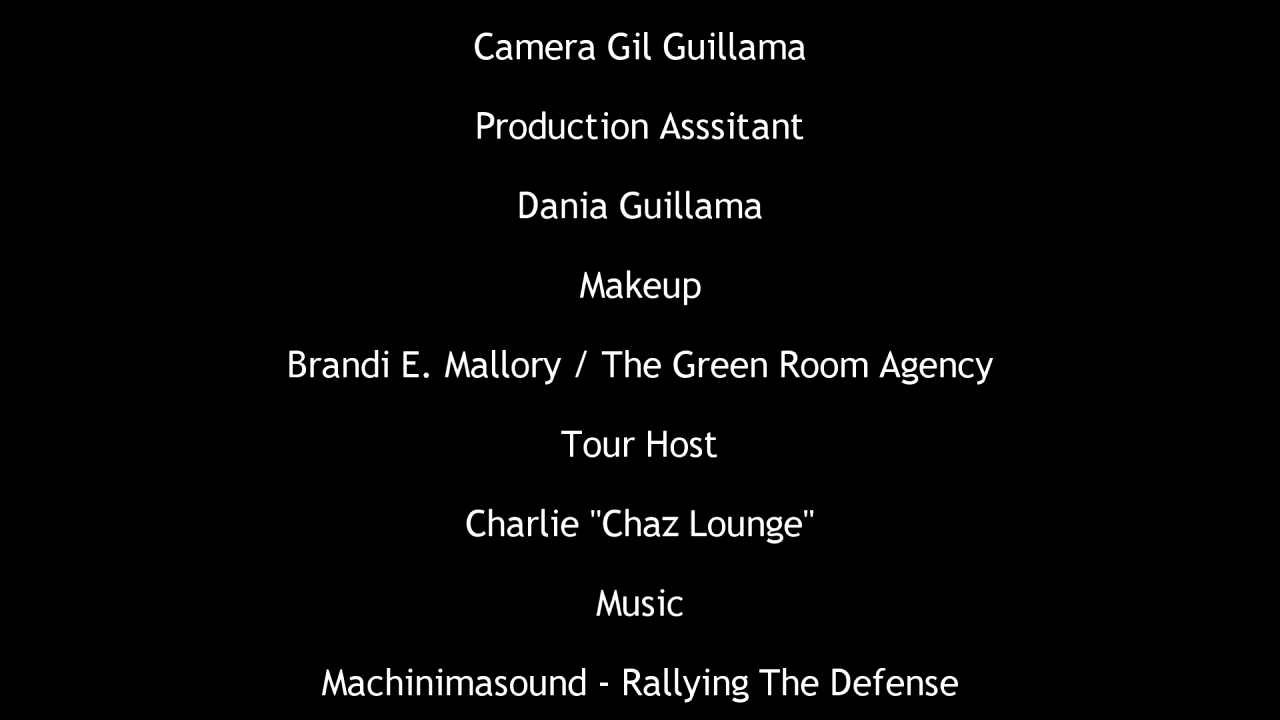 Camera Gil Guillama
Production Asssitant
Dania Guillama
Makeup
Brandi E. Mallory / The Green Room Agency
Tour Host
Charlie "Chaz Lounge"
Music
Machinimasound - Rallying The Defense